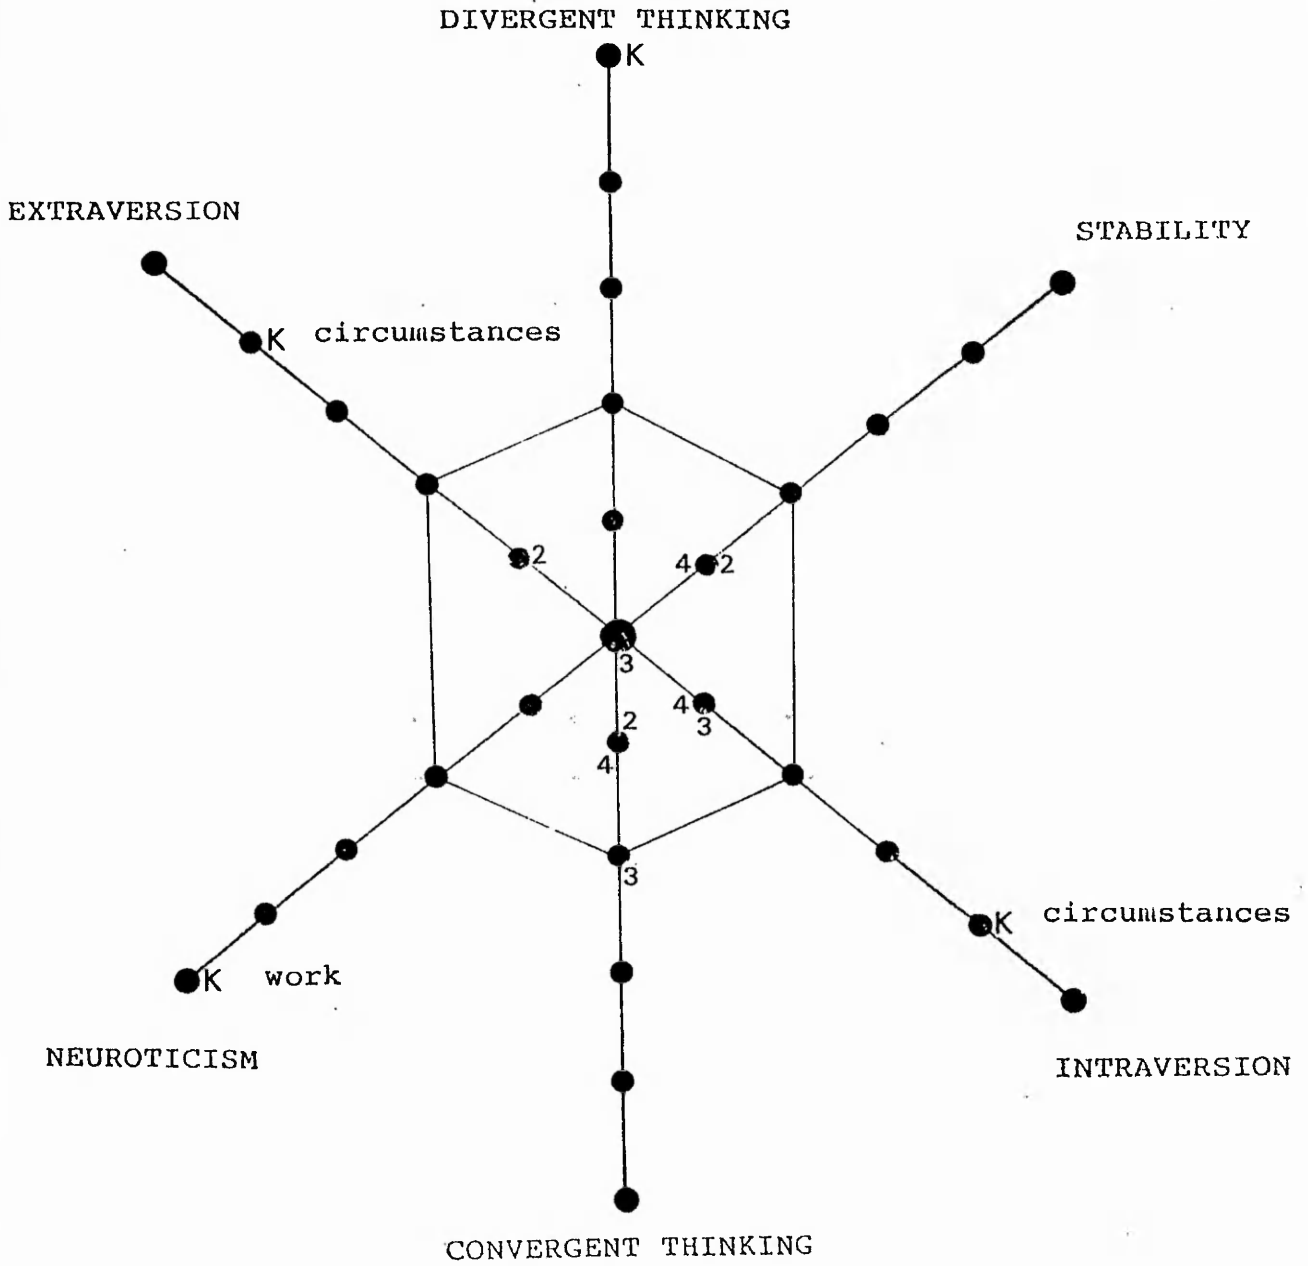 DIVERGENT THINKING
K
EXTRAVERSION
STABILITY
K circumstances
2
4 2
3
4
3
2
4
3
K circumstances
K work
NEUROTICISM
INTRAVERSION
CONVERGENT THINKING